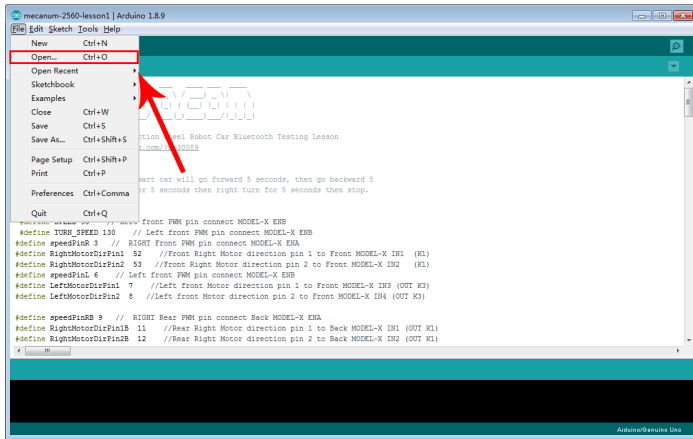 mecanum-2560-lesson1 | Arduino 1.8.9
File Edit Sketch Tools Help
New Ctrl+N
Open... Ctrl+O
Open Recent
Sketchbook
Examples
Close Ctrl+W
Save Ctrl+S
Save As... Ctrl+Shift+S
Page Setup Ctrl+Shift+P
Print Ctrl+P
Preferences Ctrl+Comma
Quit Ctrl+Q
Robot Car Bluetooth Testing Lesson
car will go forward 5 seconds, then go backward 5
5 seconds then right turn for 5 seconds then stop.
front PWM pin connect MODEL-X ENB
#define TURN_SPEED 130 // Left front PWM pin connect MODEL-X ENB
#define speedPinR 3 // RIGHT Front PWM pin connect MODEL-X ENA
#define RightMotorDirPin1 52 //Front Right Motor direction pin 1 to Front MODEL-X IN1 (K1)
#define RightMotorDirPin2 53 //Front Right Motor direction pin 2 to Front MODEL-X IN2 (K1)
#define speedPinL 6 // Left front PWM pin connect MODEL-X ENB
#define LeftMotorDirPin1 7 //Left front Motor direction pin 1 to Front MODEL-X IN3 (OUT K3)
#define LeftMotorDirPin2 8 //Left front Motor direction pin 2 to Front MODEL-X IN4 (OUT K3)
#define speedPinRB 9 // RIGHT Rear PWM pin connect Back MODEL-X ENA
#define RightMotorDirPin1B 11 //Rear Right Motor direction pin 1 to Back MODEL-X IN1 (OUT K1)
#define RightMotorDirPin2B 12 //Rear Right Motor direction pin 2 to Back MODEL-X IN2 (OUT K1)
Arduino/Genuino Uno